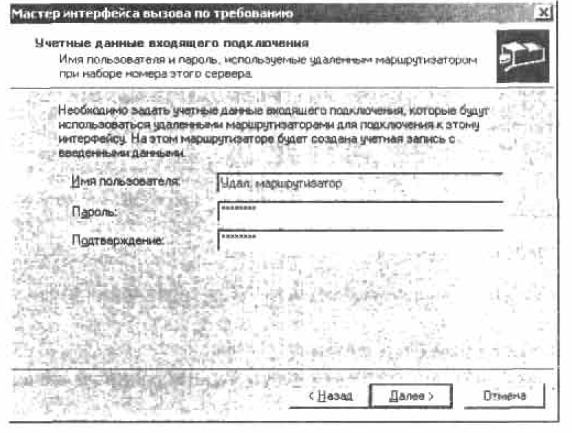 Мастер интерфейса вызова по требованию
Учетные данные входящего подключения
Имя пользователя и пароль, используемые удаленным маршрутизатором
при наборе номера этого сервера.
Необходимо задать учетные данные входящего подключения, которые будут
использоваться удаленными маршрутизаторами для подключения к этому
интерфейсу. На этом маршрутизаторе будет создана учетная запись с
введенными данными.
Имя пользователя:
Удал. маршрутизатор
Пароль:
********
Подтверждение:
********
< Назад
Далее >
Отмена